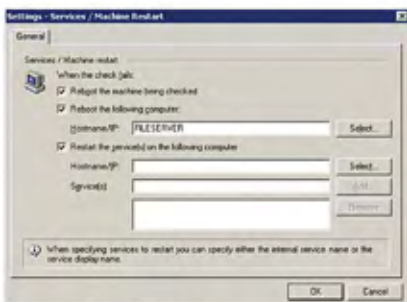 Settings - Services / Machine Restart
General
Services / Machine restart
When the check fails:
Reboot the machine being checked
Reboot the following computer:
Hostname/IP: FILESERVER Select...
Restart the service(s) on the following computer
Hostname/IP: Select...
Service(s): Add...
Remove
When specifying services to restart you can specify either the internal service name or the
service display name.
OK Cancel